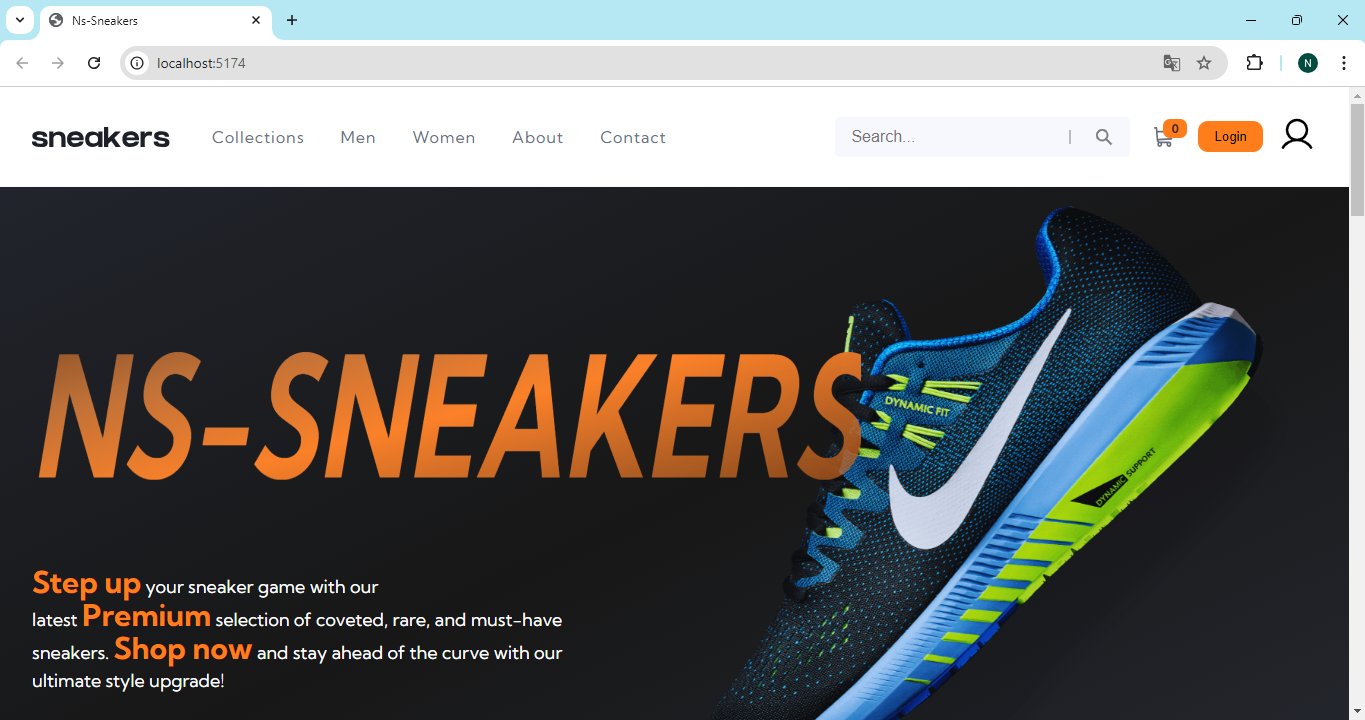 Ns-Sneakers
localhost:5174
N
sneakers Collections Men Women About Contact Search... | 0 Login
NS-SNEAKERS
DYNAMIC FIT
DYNAMIC SUPPORT
Step up your sneaker game with our
latest Premium selection of coveted, rare, and must-have
sneakers. Shop now and stay ahead of the curve with our
ultimate style upgrade!